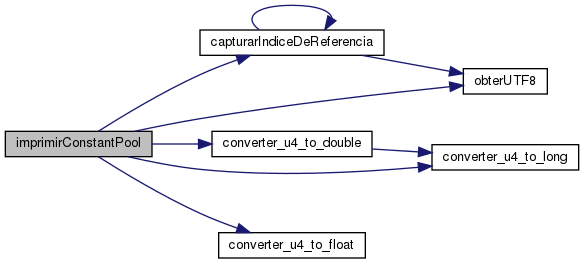 capturarIndiceDeReferencia
obterUTF8
imprimirConstantPool
converter_u4_to_double
converter_u4_to_long
converter_u4_to_float